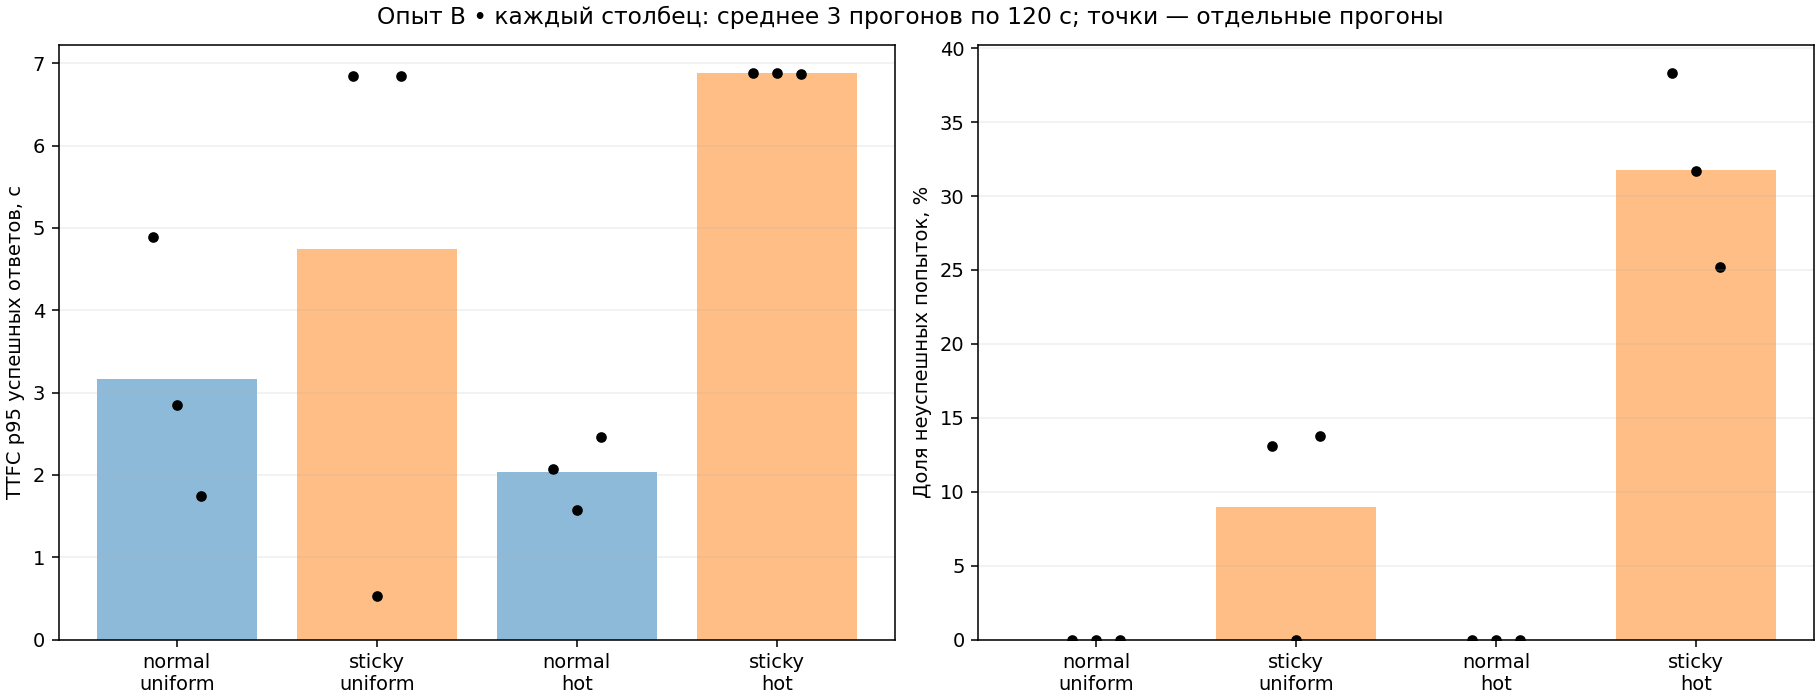 Опыт B • каждый столбец: среднее 3 прогонов по 120 с; точки — отдельные прогоны
TTFC p95 успешных ответов, с
7
6
5
4
3
2
1
0
normal
uniform
sticky
uniform
normal
hot
sticky
hot
Доля неуспешных попыток, %
40
35
30
25
20
15
10
5
0
normal
uniform
sticky
uniform
normal
hot
sticky
hot